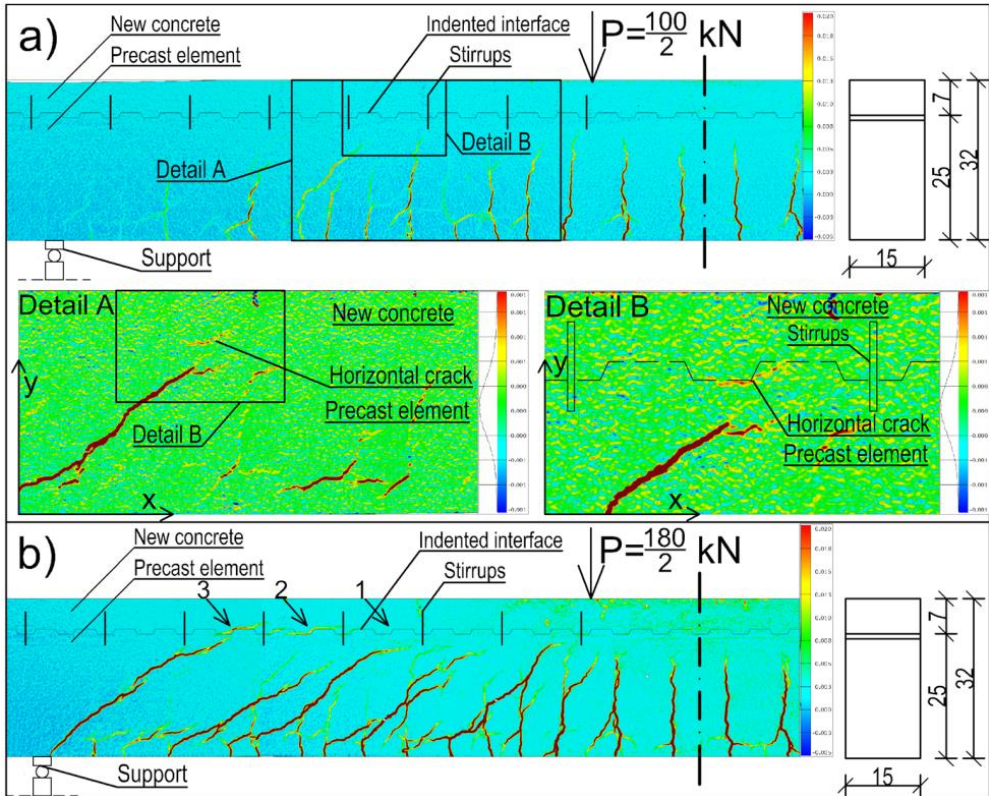 a)
New concrete
Precast element
Indented interface
Stirrups
P=100/2 kN
Detail A
Detail B
Support
7
25
32
15
Detail A
New concrete
Horizontal crack
Precast element
Detail B
y
x
Detail B
New concrete
Stirrups
Horizontal crack
Precast element
y
x
b)
New concrete
Precast element
3
2
1
Indented interface
Stirrups
P=180/2 kN
Support
7
25
32
15